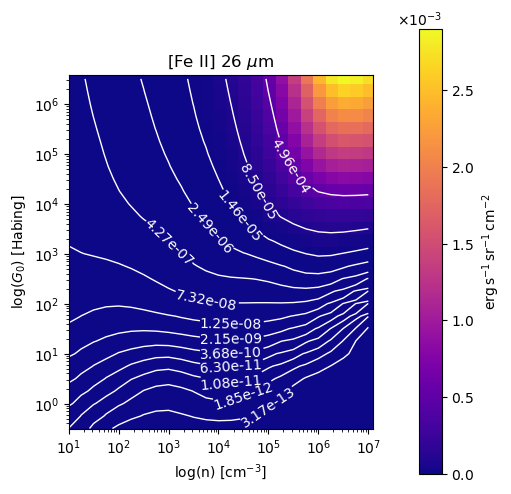 ×10⁻³
[Fe II] 26 μm
2.5
2.0
1.5
1.0
0.5
0.0
erg s⁻¹ sr⁻¹ cm⁻²
10⁶
10⁵
10⁴
10³
10²
10¹
10⁰
log(G₀) [Habing]
4.96e-04
8.50e-05
1.46e-05
2.49e-06
4.27e-07
7.32e-08
1.25e-08
2.15e-09
3.68e-10
6.30e-11
1.08e-11
1.85e-12
3.17e-13
10¹ 10² 10³ 10⁴ 10⁵ 10⁶ 10⁷
log(n) [cm⁻³]